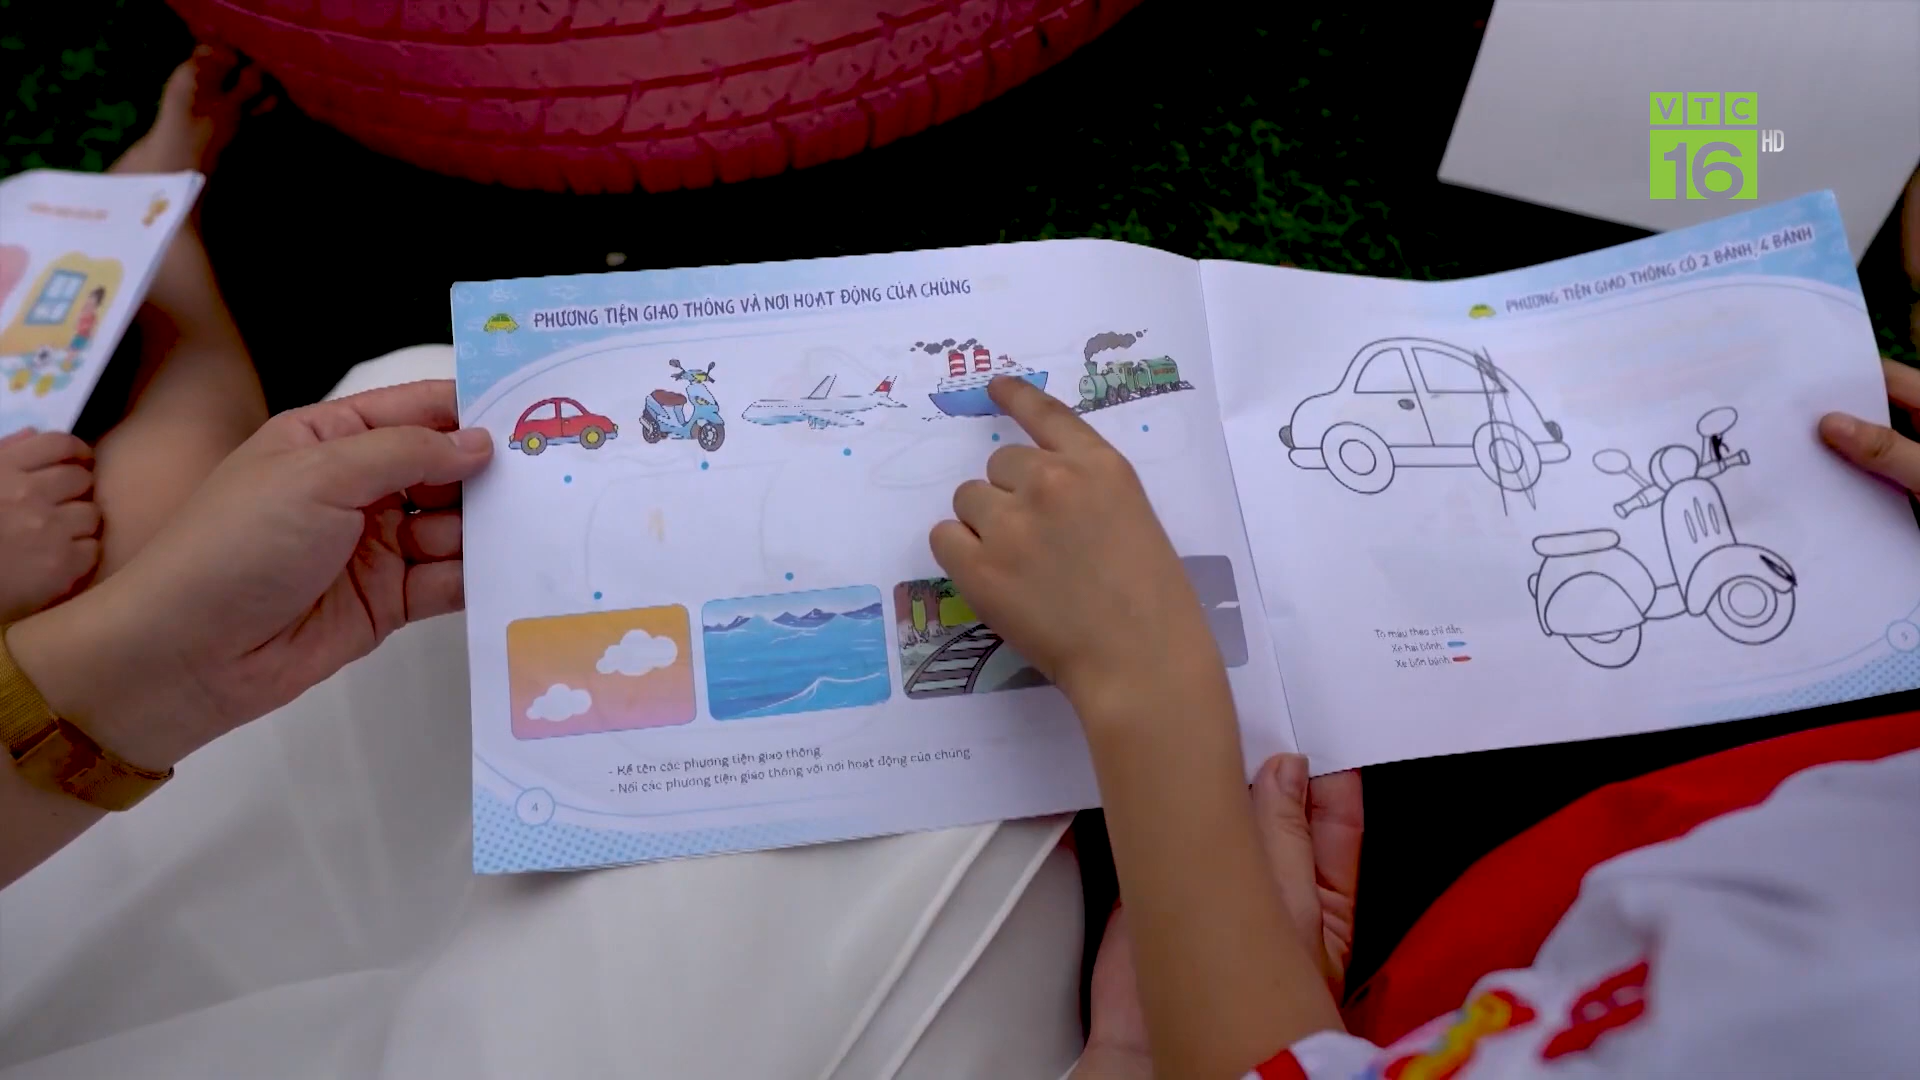 VTC
16 HD
PHƯƠNG TIỆN GIAO THÔNG VÀ NƠI HOẠT ĐỘNG CỦA CHÚNG
- Kể tên các phương tiện giao thông.
- Nối các phương tiện giao thông với nơi hoạt động của chúng.
4
PHƯƠNG TIỆN GIAO THÔNG CÓ 2 BÁNH, 4 BÁNH
Tô màu theo chỉ dẫn:
Xe hai bánh:
Xe bốn bánh:
5